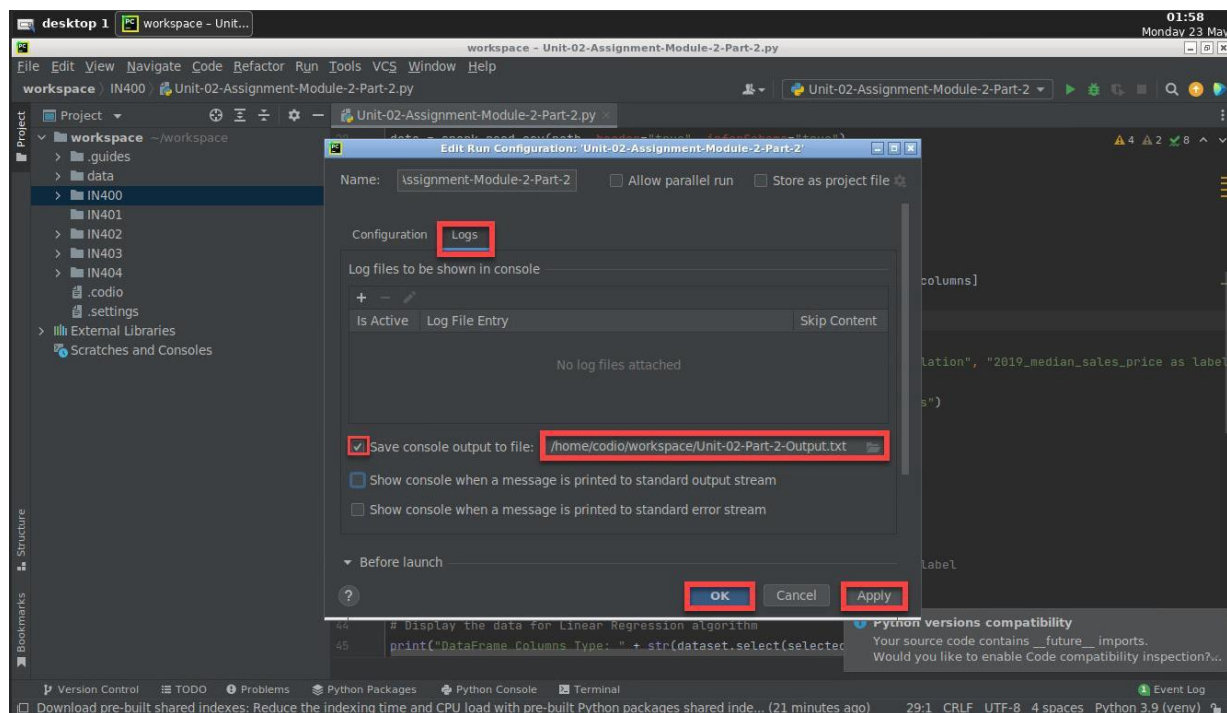 desktop 1 PC workspace – Unit... 01:58
Monday 23 May
workspace – Unit-02-Assignment-Module-2-Part-2.py
File Edit View Navigate Code Refactor Run Tools VCS Window Help
workspace IN400 Unit-02-Assignment-Module-2-Part-2.py Unit-02-Assignment-Module-2-Part-2
Project Unit-02-Assignment-Module-2-Part-2.py
workspace ~/workspace 4 2 8
Edit Run Configuration: 'Unit-02-Assignment-Module-2-Part-2'
.guides
data
IN400
IN401
IN402
IN403
IN404
.codio
.settings
External Libraries
Scratches and Consoles
Name: Assignment-Module-2-Part-2 Allow parallel run Store as project file
Configuration Logs
Log files to be shown in console
columns]
Is Active Log File Entry Skip Content
lation", "2019_median_sales_price as label
No log files attached
s")
Save console output to file: /home/codio/workspace/Unit-02-Part-2-Output.txt
Show console when a message is printed to standard output stream
Show console when a message is printed to standard error stream
Before launch
label
? OK Cancel Apply
44 # Display the data for Linear Regression algorithm
45 print("DataFrame Columns Type: " + str(dataset.select(selected
Python versions compatibility
Your source code contains __future__ imports.
Would you like to enable Code compatibility inspection?...
Project
Structure
Bookmarks
Version Control TODO Problems Python Packages Python Console Terminal 1 Event Log
Download pre-built shared indexes: Reduce the indexing time and CPU load with pre-built Python packages shared inde... (21 minutes ago) 29:1 CRLF UTF-8 4 spaces Python 3.9 (venv)